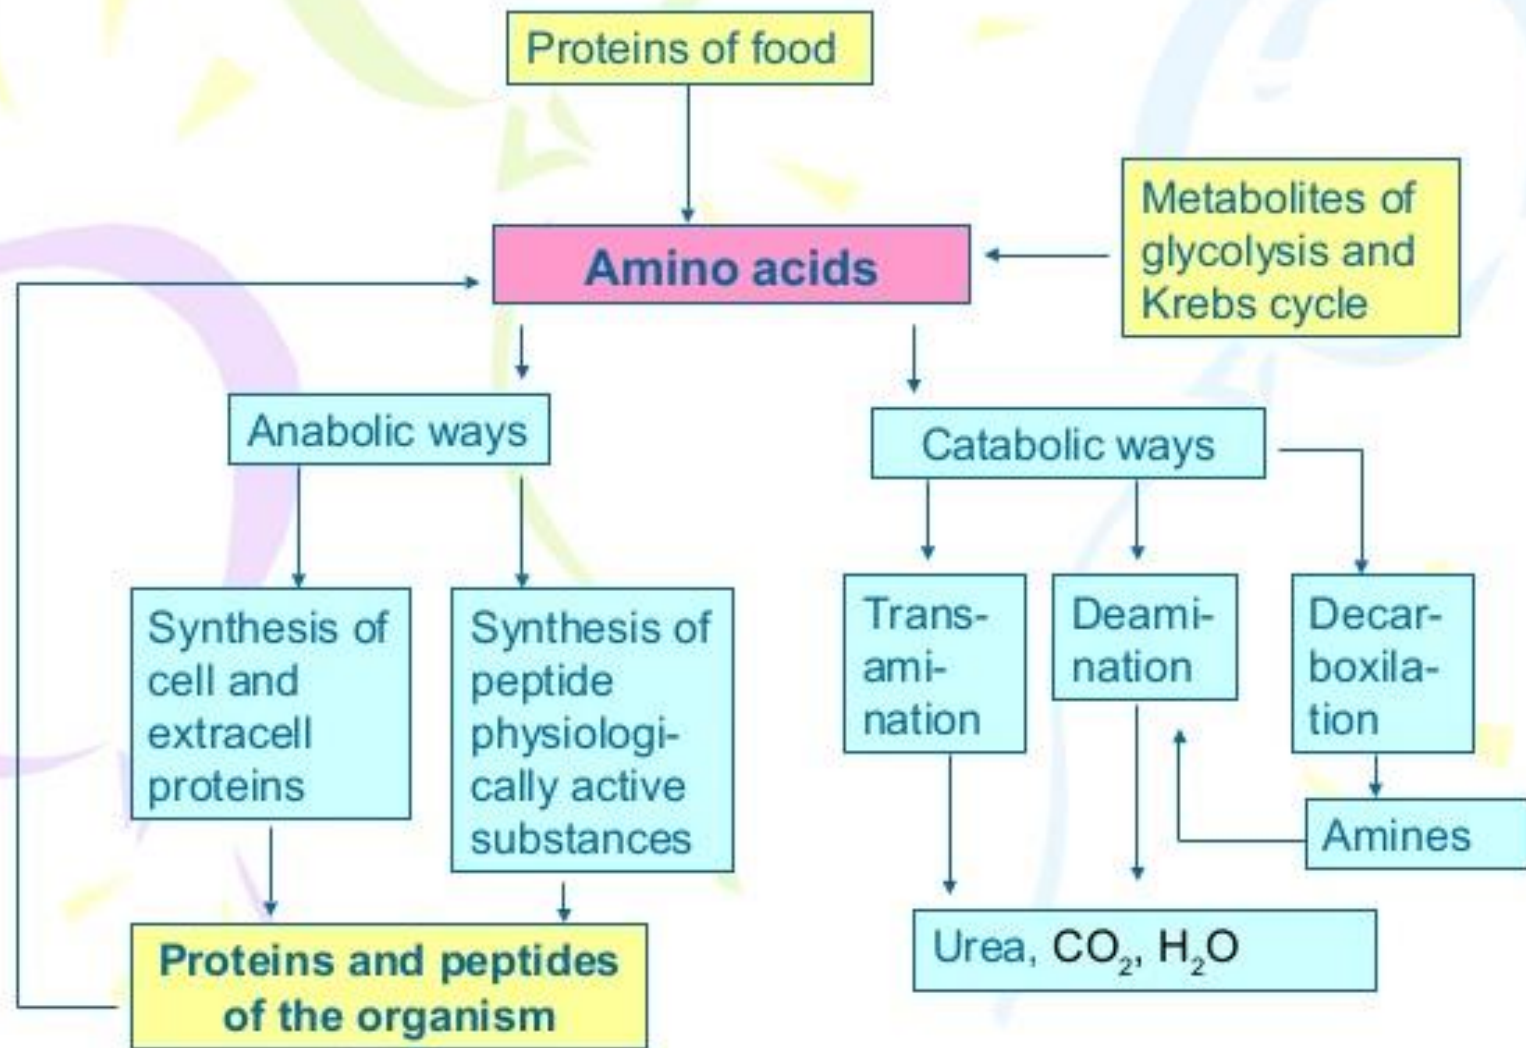 Proteins of food
Metabolites of
glycolysis and
Krebs cycle
Amino acids
Anabolic ways
Catabolic ways
Synthesis of
cell and
extracell
proteins
Synthesis of
peptide
physiologi-
cally active
substances
Trans-
ami-
nation
Deami-
nation
Decar-
boxila-
tion
Amines
Proteins and peptides
of the organism
Urea, CO₂, H₂O